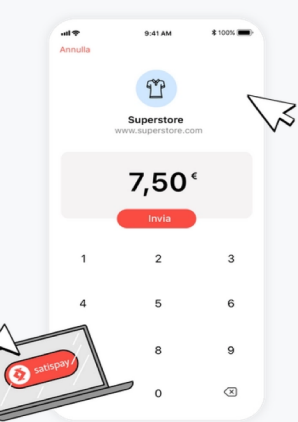 9:41 AM
100%
Annulla
Superstore
www.superstore.com
7,50 €
Invia
1 2 3
4 5 6
8 9
0
satispay